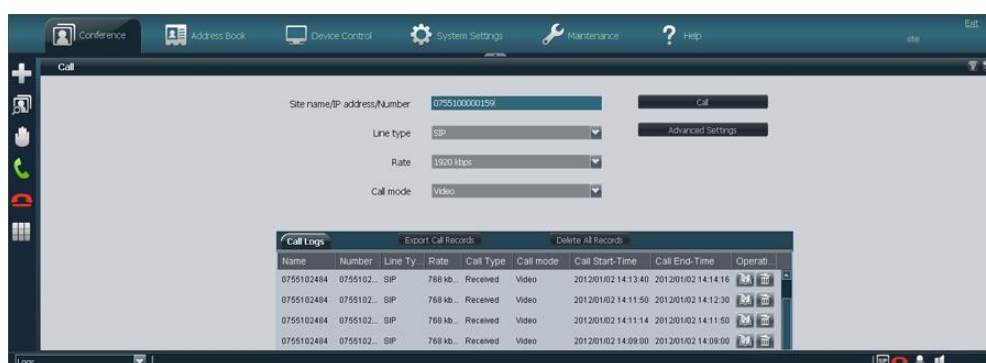 Exit
Conference Address Book Device Control System Settings Maintenance Help site
Call
Site name/IP address/Number 0755100000159 Call
Line type SIP Advanced Settings
Rate 1920 kbps
Call mode Video
Call Logs Export Call Records Delete All Records
Name Number Line Ty... Rate Call Type Call mode Call Start-Time Call End-Time Operati...
0755102484 0755102... SIP 768 kb... Received Video 2012/01/02 14:13:40 2012/01/02 14:14:16
0755102484 0755102... SIP 768 kb... Received Video 2012/01/02 14:11:50 2012/01/02 14:12:30
0755102484 0755102... SIP 768 kb... Received Video 2012/01/02 14:11:14 2012/01/02 14:11:50
0755102484 0755102... SIP 768 kb... Received Video 2012/01/02 14:09:00 2012/01/02 14:09:00
Logs